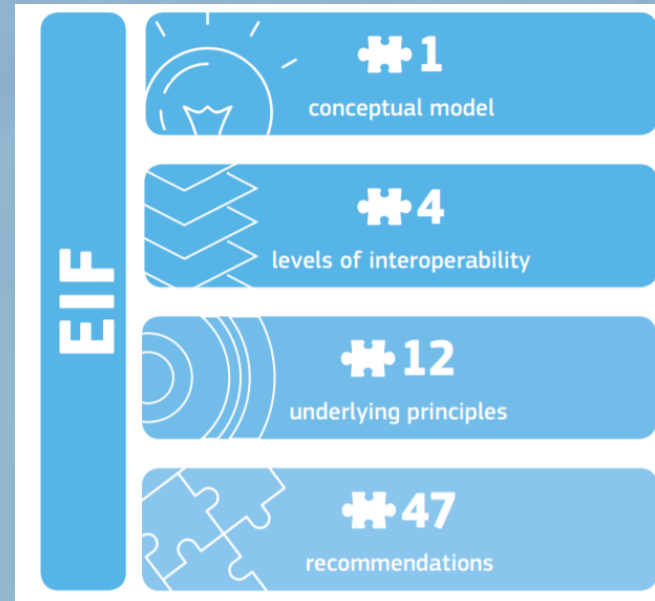 EIF
1
conceptual model
4
levels of interoperability
12
underlying principles
47
recommendations